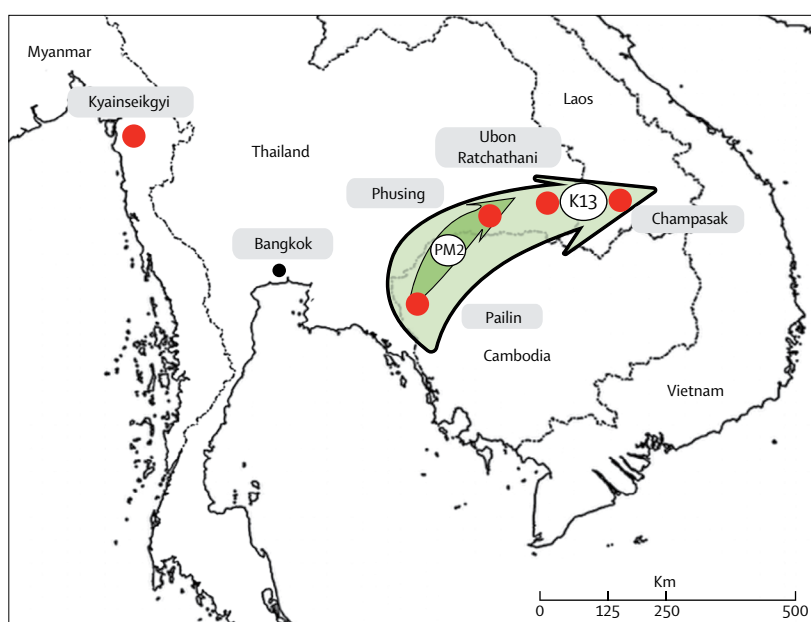 Myanmar
Kyainseikgyi
Laos
Thailand
Ubon
Ratchathani
Phusing
K13
Champasak
Bangkok
PM2
Pailin
Cambodia
Vietnam
Km
0 125 250 500